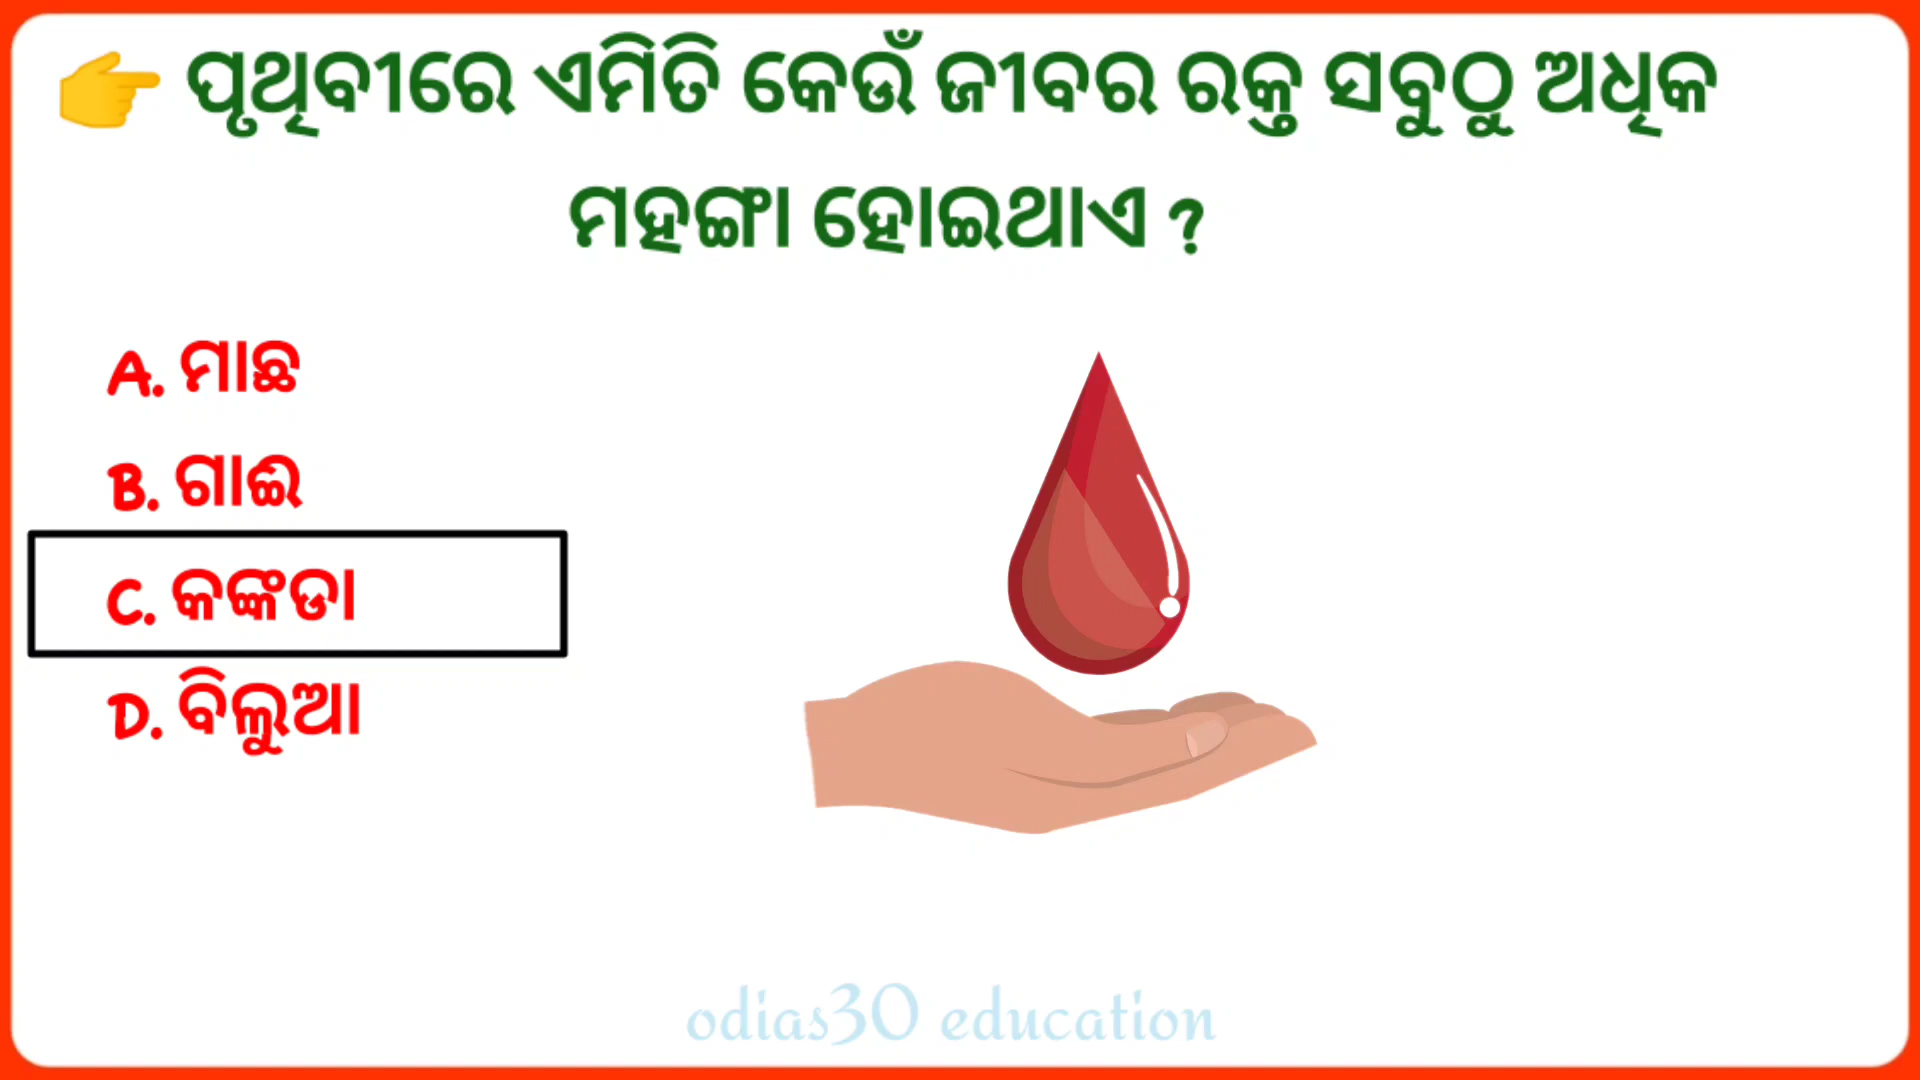 👉 ପୃଥିବୀରେ ଏମିତି କେଉଁ ଜୀବର ରକ୍ତ ସବୁଠୁ ଅଧିକ
ମହଙ୍ଗା ହୋଇଥାଏ ?
A. ମାଛ
B. ଗାଈ
C. କଙ୍କଡା
D. ବିଲୁଆ
odias30 education